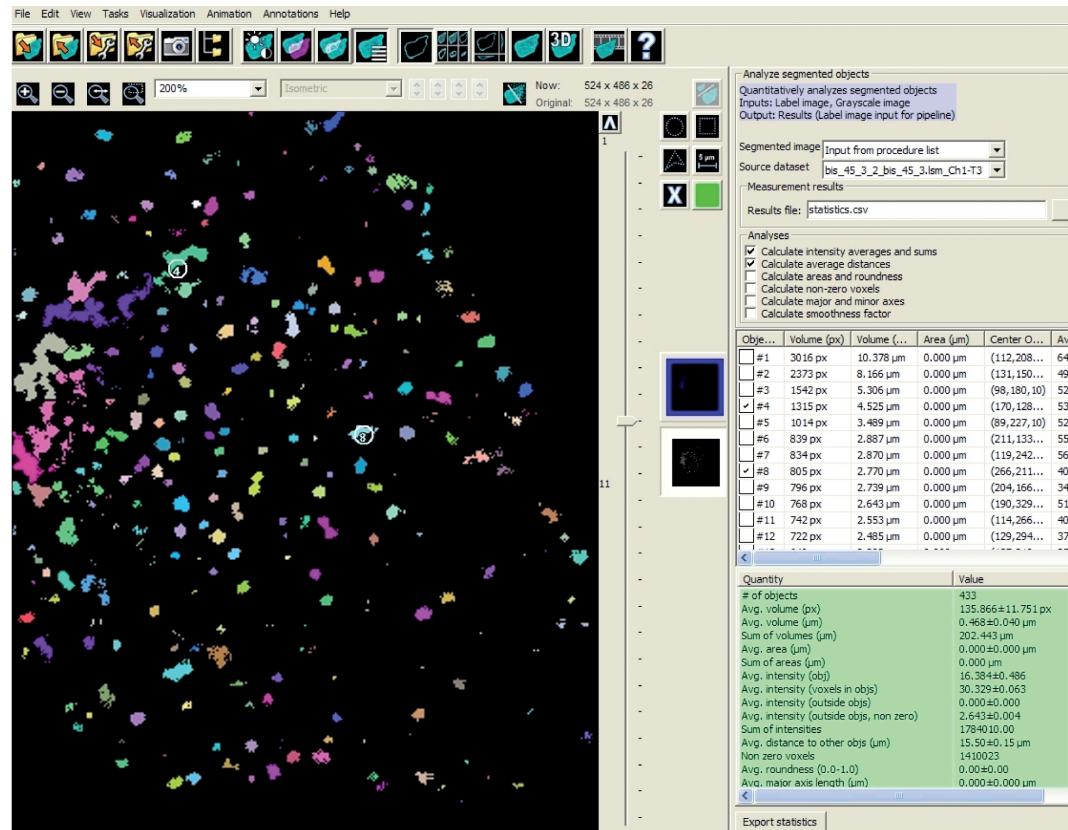 File Edit View Tasks Visualization Animation Annotations Help
3D ?
200% Isometric Now: 524 x 486 x 26
Original: 524 x 486 x 26
1
5 µm
X
4
8
11
Analyze segmented objects
Quantitatively analyzes segmented objects
Inputs: Label image, Grayscale image
Output: Results (Label image input for pipeline)
Segmented image Input from procedure list
Source dataset bis_45_3_2_bis_45_3.lsm_Ch1-T3
Measurement results
Results file: statistics.csv
Analyses
Calculate intensity averages and sums
Calculate average distances
Calculate areas and roundness
Calculate non-zero voxels
Calculate major and minor axes
Calculate smoothness factor
Obje... Volume (px) Volume (... Area (µm) Center O... Av
#1 3016 px 10.378 µm 0.000 µm (112,208... 64
#2 2373 px 8.166 µm 0.000 µm (131,150... 49
#3 1542 px 5.306 µm 0.000 µm (98,180,10) 52
#4 1315 px 4.525 µm 0.000 µm (170,128... 53
#5 1014 px 3.489 µm 0.000 µm (89,227,10) 52
#6 839 px 2.887 µm 0.000 µm (211,133... 55
#7 834 px 2.870 µm 0.000 µm (119,242... 56
#8 805 px 2.770 µm 0.000 µm (266,211... 40
#9 796 px 2.739 µm 0.000 µm (204,166... 34
#10 768 px 2.643 µm 0.000 µm (190,329... 51
#11 742 px 2.553 µm 0.000 µm (114,266... 40
#12 722 px 2.485 µm 0.000 µm (129,294... 37
Quantity Value
# of objects 433
Avg. volume (px) 135.866±11.751 px
Avg. volume (µm) 0.468±0.040 µm
Sum of volumes (µm) 202.443 µm
Avg. area (µm) 0.000±0.000 µm
Sum of areas (µm) 0.000 µm
Avg. intensity (obj) 16.384±0.486
Avg. intensity (voxels in objs) 30.329±0.063
Avg. intensity (outside objs) 0.000±0.000
Avg. intensity (outside objs, non zero) 2.643±0.004
Sum of intensities 1784010.00
Avg. distance to other objs (µm) 15.50±0.15 µm
Non zero voxels 1410023
Avg. roundness (0.0-1.0) 0.00±0.00
Avg. major axis length (µm) 0.000±0.000 µm
Export statistics